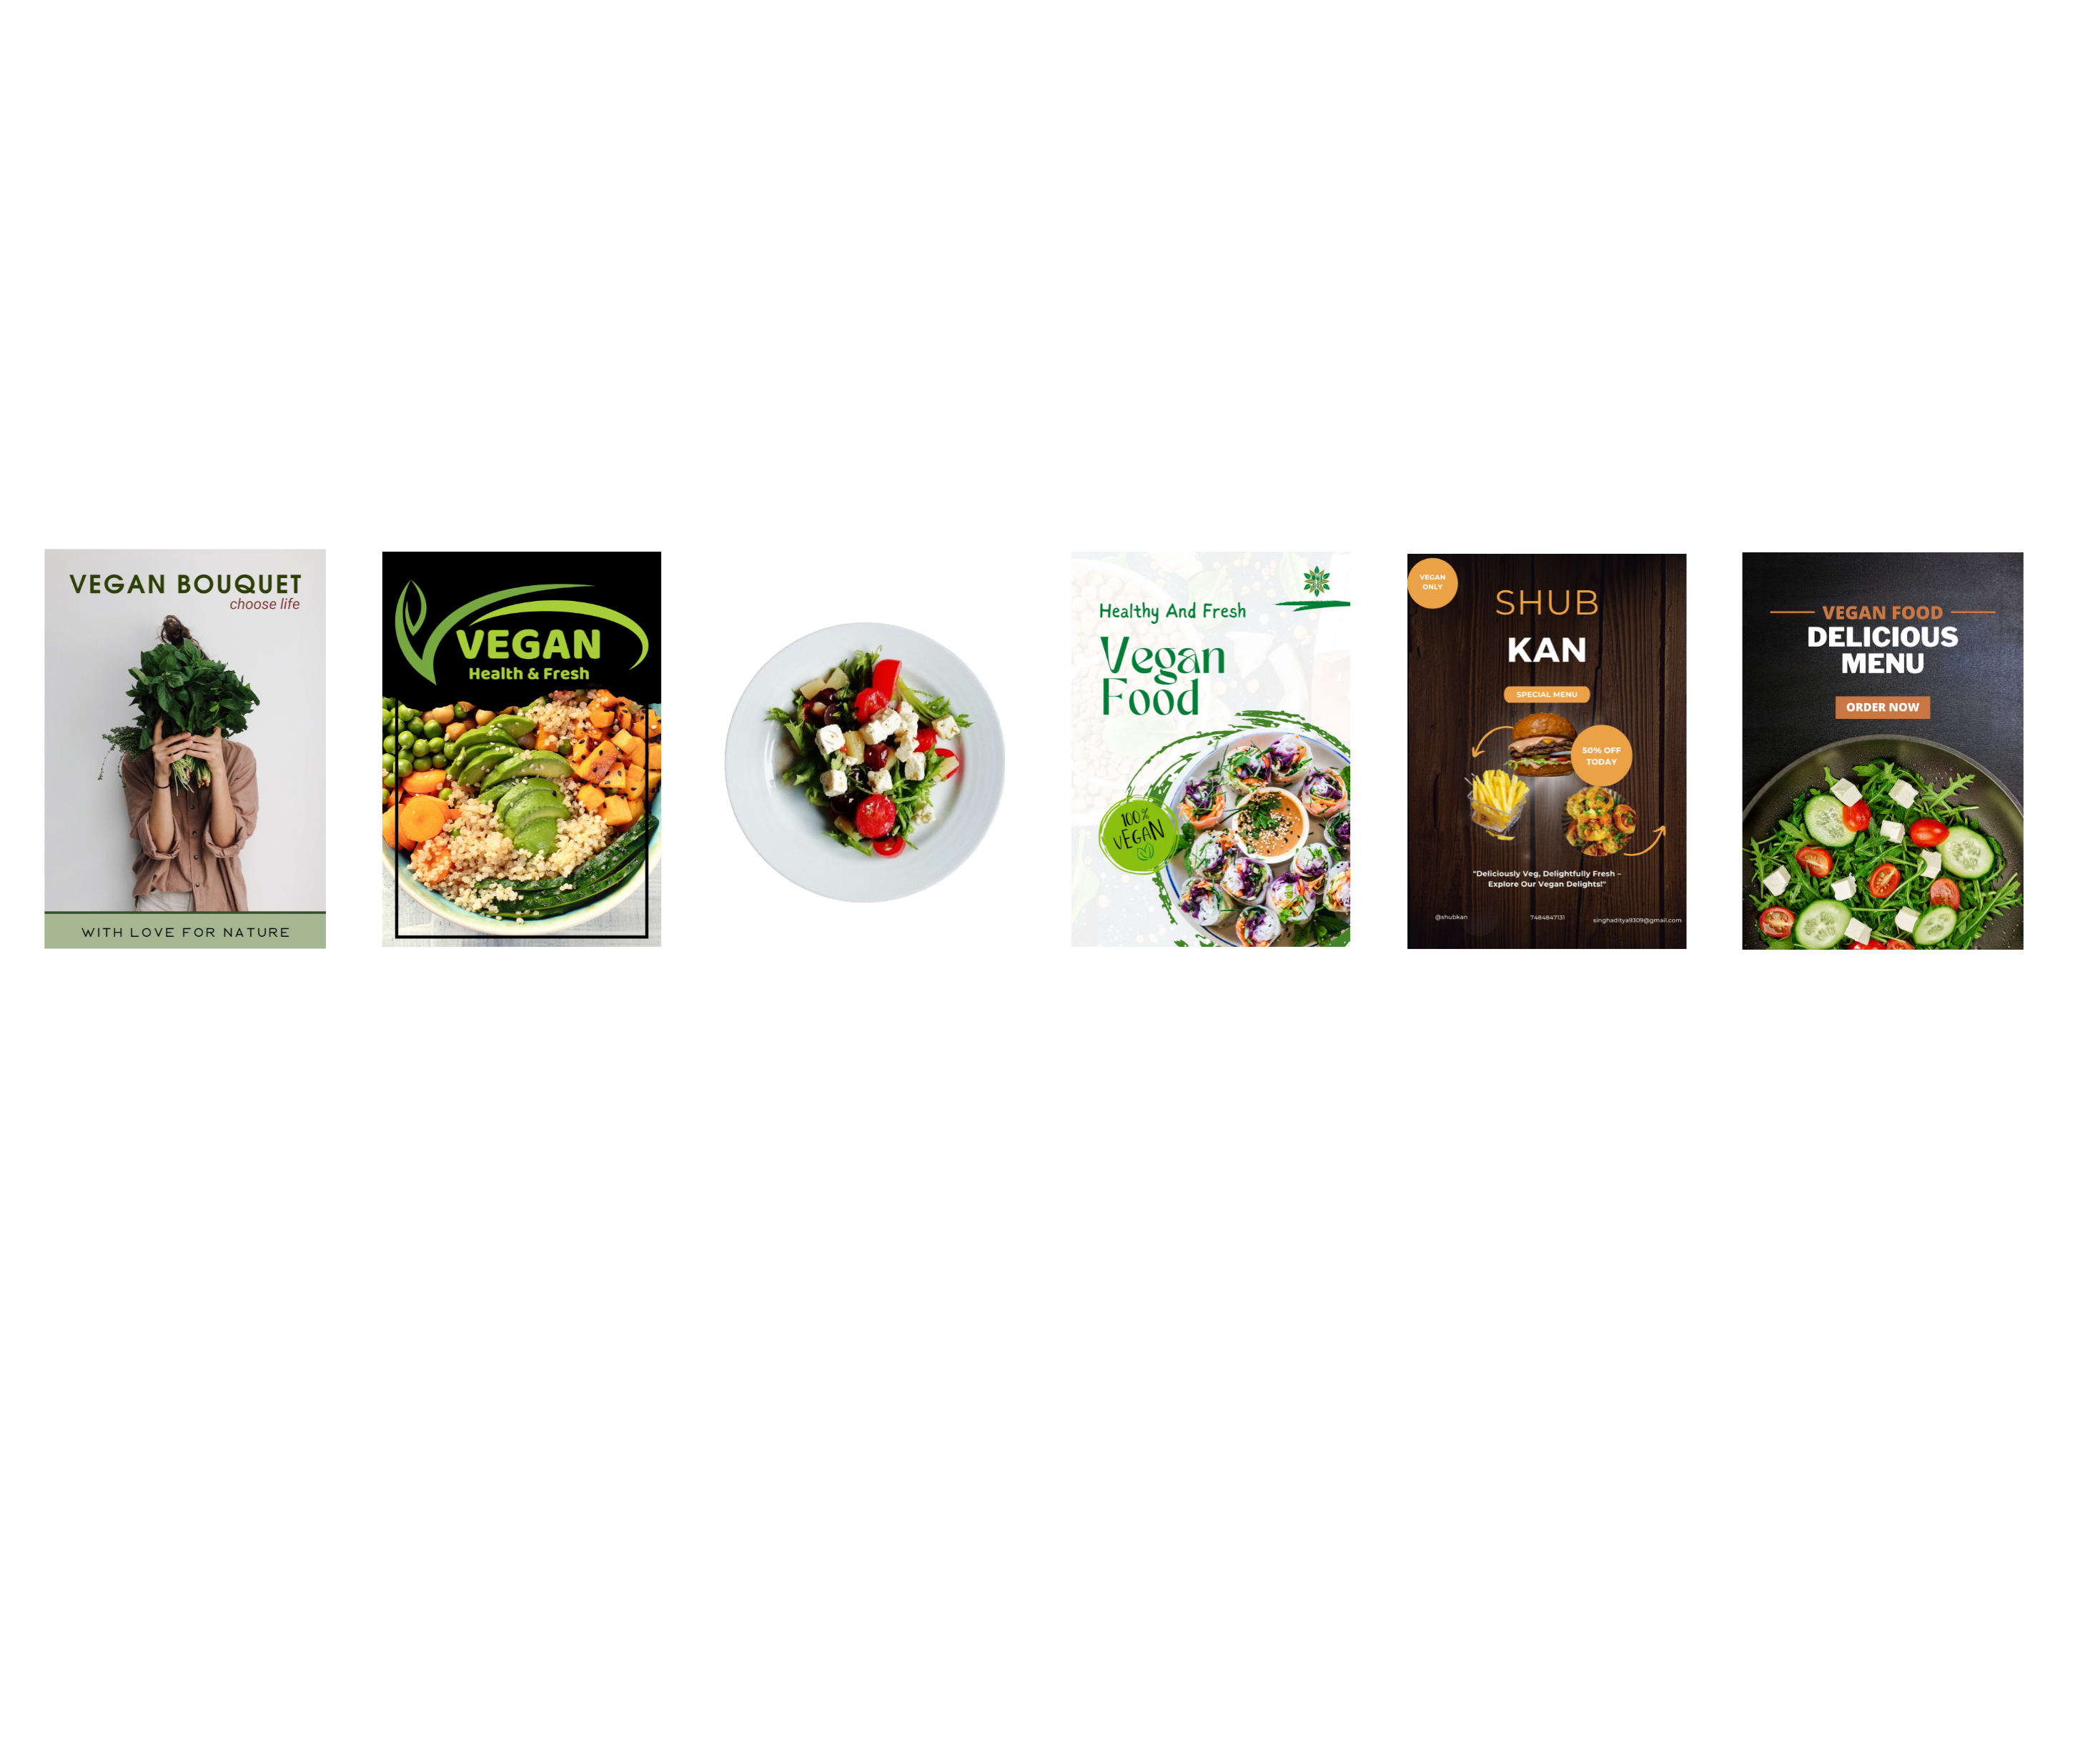 VEGAN BOUQUET
choose life
WITH LOVE FOR NATURE
VEGAN
Health & Fresh
Healthy And Fresh
Vegan
Food
100%
VEGAN
VEGAN
ONLY
SHUB
KAN
SPECIAL MENU
50% OFF
TODAY
"Deliciously Veg, Delightfully Fresh –
Explore Our Vegan Delights!"
@shubkan
7484847131
singhaditya9309@gmail.com
VEGAN FOOD
DELICIOUS
MENU
ORDER NOW